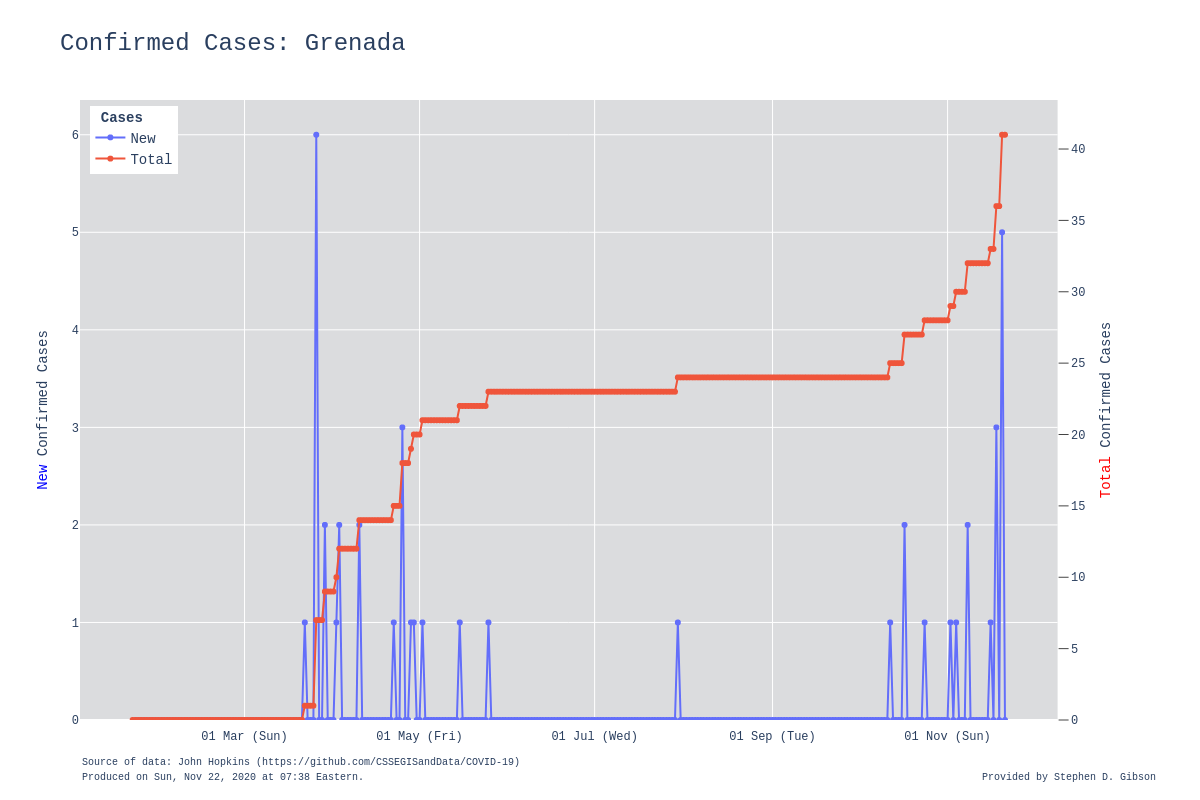 Confirmed Cases: Grenada
Cases
New
Total
6
5
4
3
2
1
0
40
35
30
25
20
15
10
5
0
New Confirmed Cases
Total Confirmed Cases
01 Mar (Sun)
01 May (Fri)
01 Jul (Wed)
01 Sep (Tue)
01 Nov (Sun)
Source of data: John Hopkins (https://github.com/CSSEGISandData/COVID-19)
Produced on Sun, Nov 22, 2020 at 07:38 Eastern.
Provided by Stephen D. Gibson